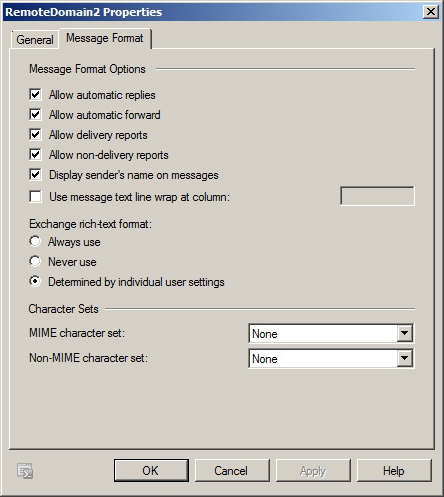 RemoteDomain2 Properties
General
Message Format
Message Format Options
Allow automatic replies
Allow automatic forward
Allow delivery reports
Allow non-delivery reports
Display sender's name on messages
Use message text line wrap at column:
Exchange rich-text format:
Always use
Never use
Determined by individual user settings
Character Sets
MIME character set: None
Non-MIME character set: None
OK Cancel Apply Help